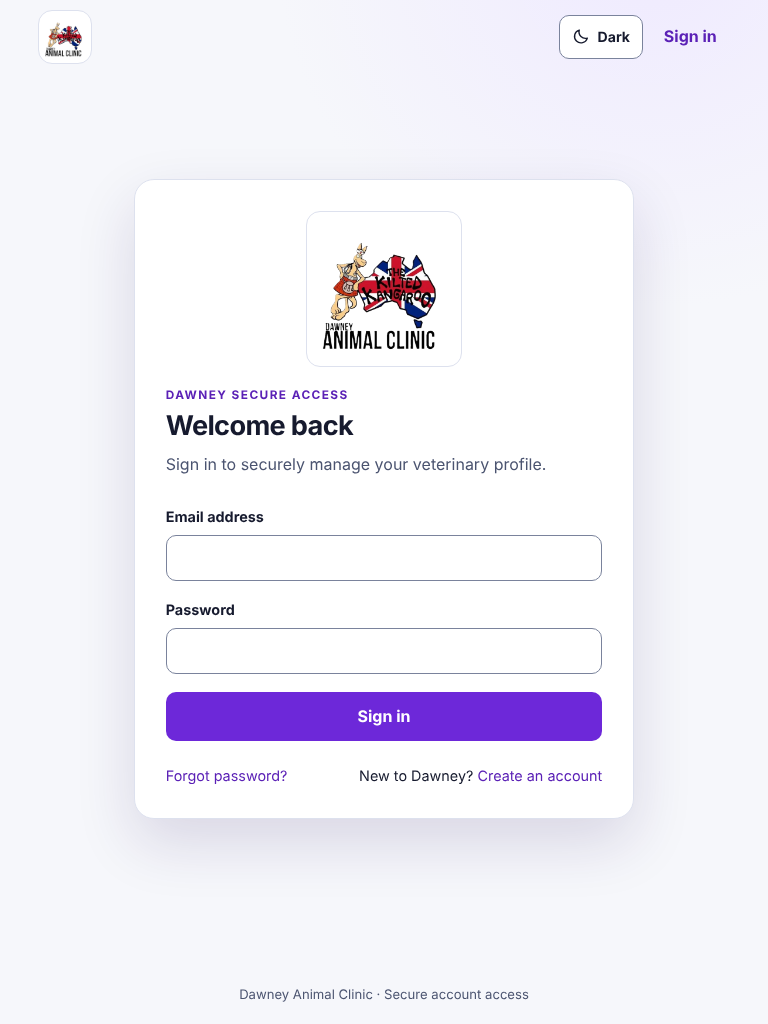 ANIMAL CLINIC
Dark
Sign in
THE
KILTED
KANGAROO
DAWNEY
ANIMAL CLINIC
DAWNEY SECURE ACCESS
Welcome back
Sign in to securely manage your veterinary profile.
Email address
Password
Sign in
Forgot password?
New to Dawney? Create an account
Dawney Animal Clinic · Secure account access